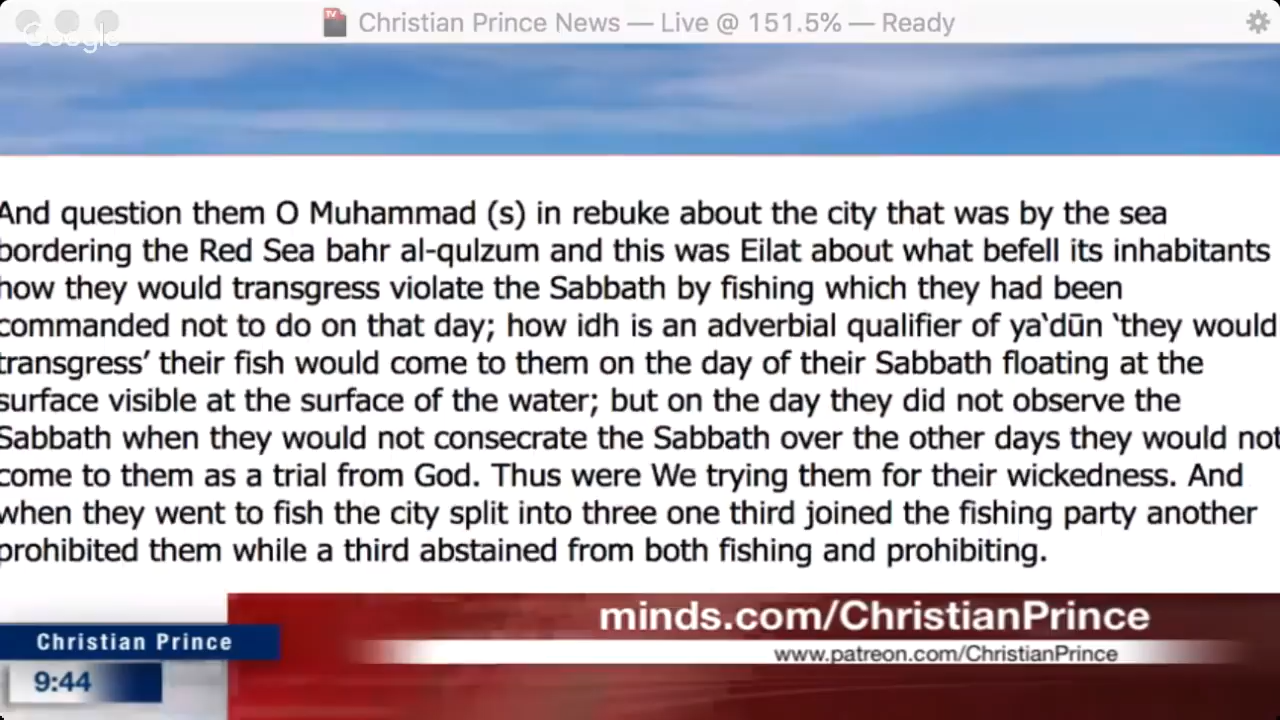 Christian Prince News — Live @ 151.5% — Ready
Google
And question them O Muhammad (s) in rebuke about the city that was by the sea
bordering the Red Sea bahr al-qulzum and this was Eilat about what befell its inhabitants
how they would transgress violate the Sabbath by fishing which they had been
commanded not to do on that day; how idh is an adverbial qualifier of ya‘dūn ‘they would
transgress’ their fish would come to them on the day of their Sabbath floating at the
surface visible at the surface of the water; but on the day they did not observe the
Sabbath when they would not consecrate the Sabbath over the other days they would not
come to them as a trial from God. Thus were We trying them for their wickedness. And
when they went to fish the city split into three one third joined the fishing party another
prohibited them while a third abstained from both fishing and prohibiting.
minds.com/ChristianPrince
Christian Prince
www.patreon.com/ChristianPrince
9:44